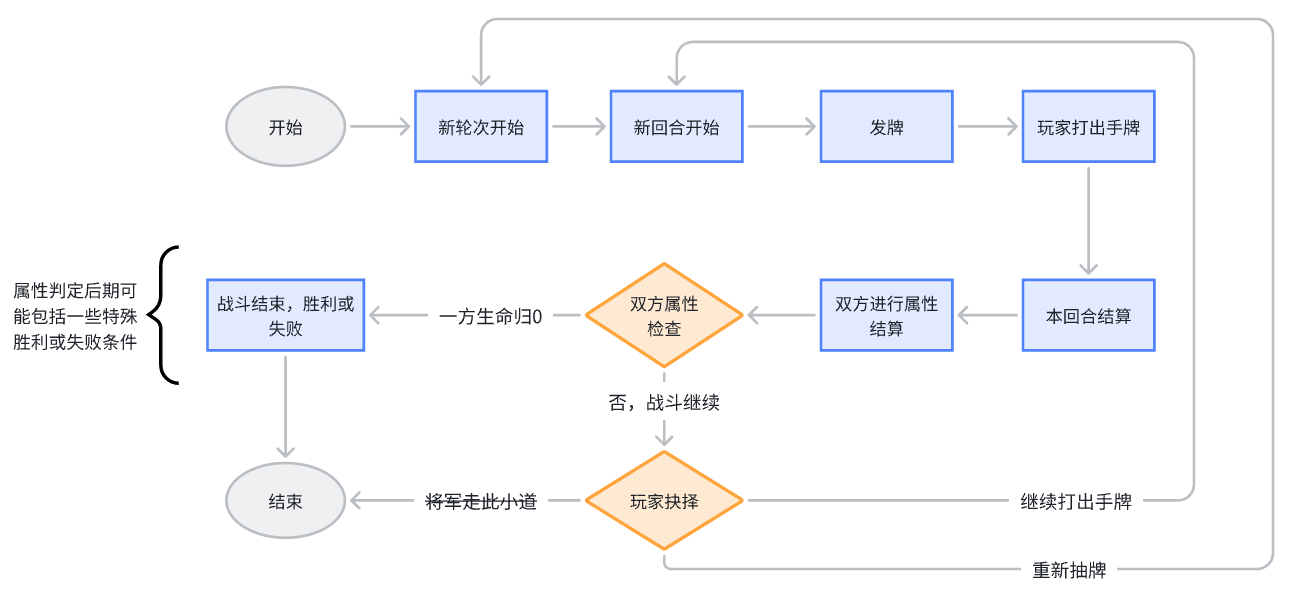 开始
新轮次开始
新回合开始
发牌
玩家打出手牌
属性判定后期可
能包括一些特殊
胜利或失败条件
战斗结束，胜利或
失败
一方生命归0
双方属性
检查
双方进行属性
结算
本回合结算
否，战斗继续
结束
将军走此小道
玩家抉择
继续打出手牌
重新抽牌